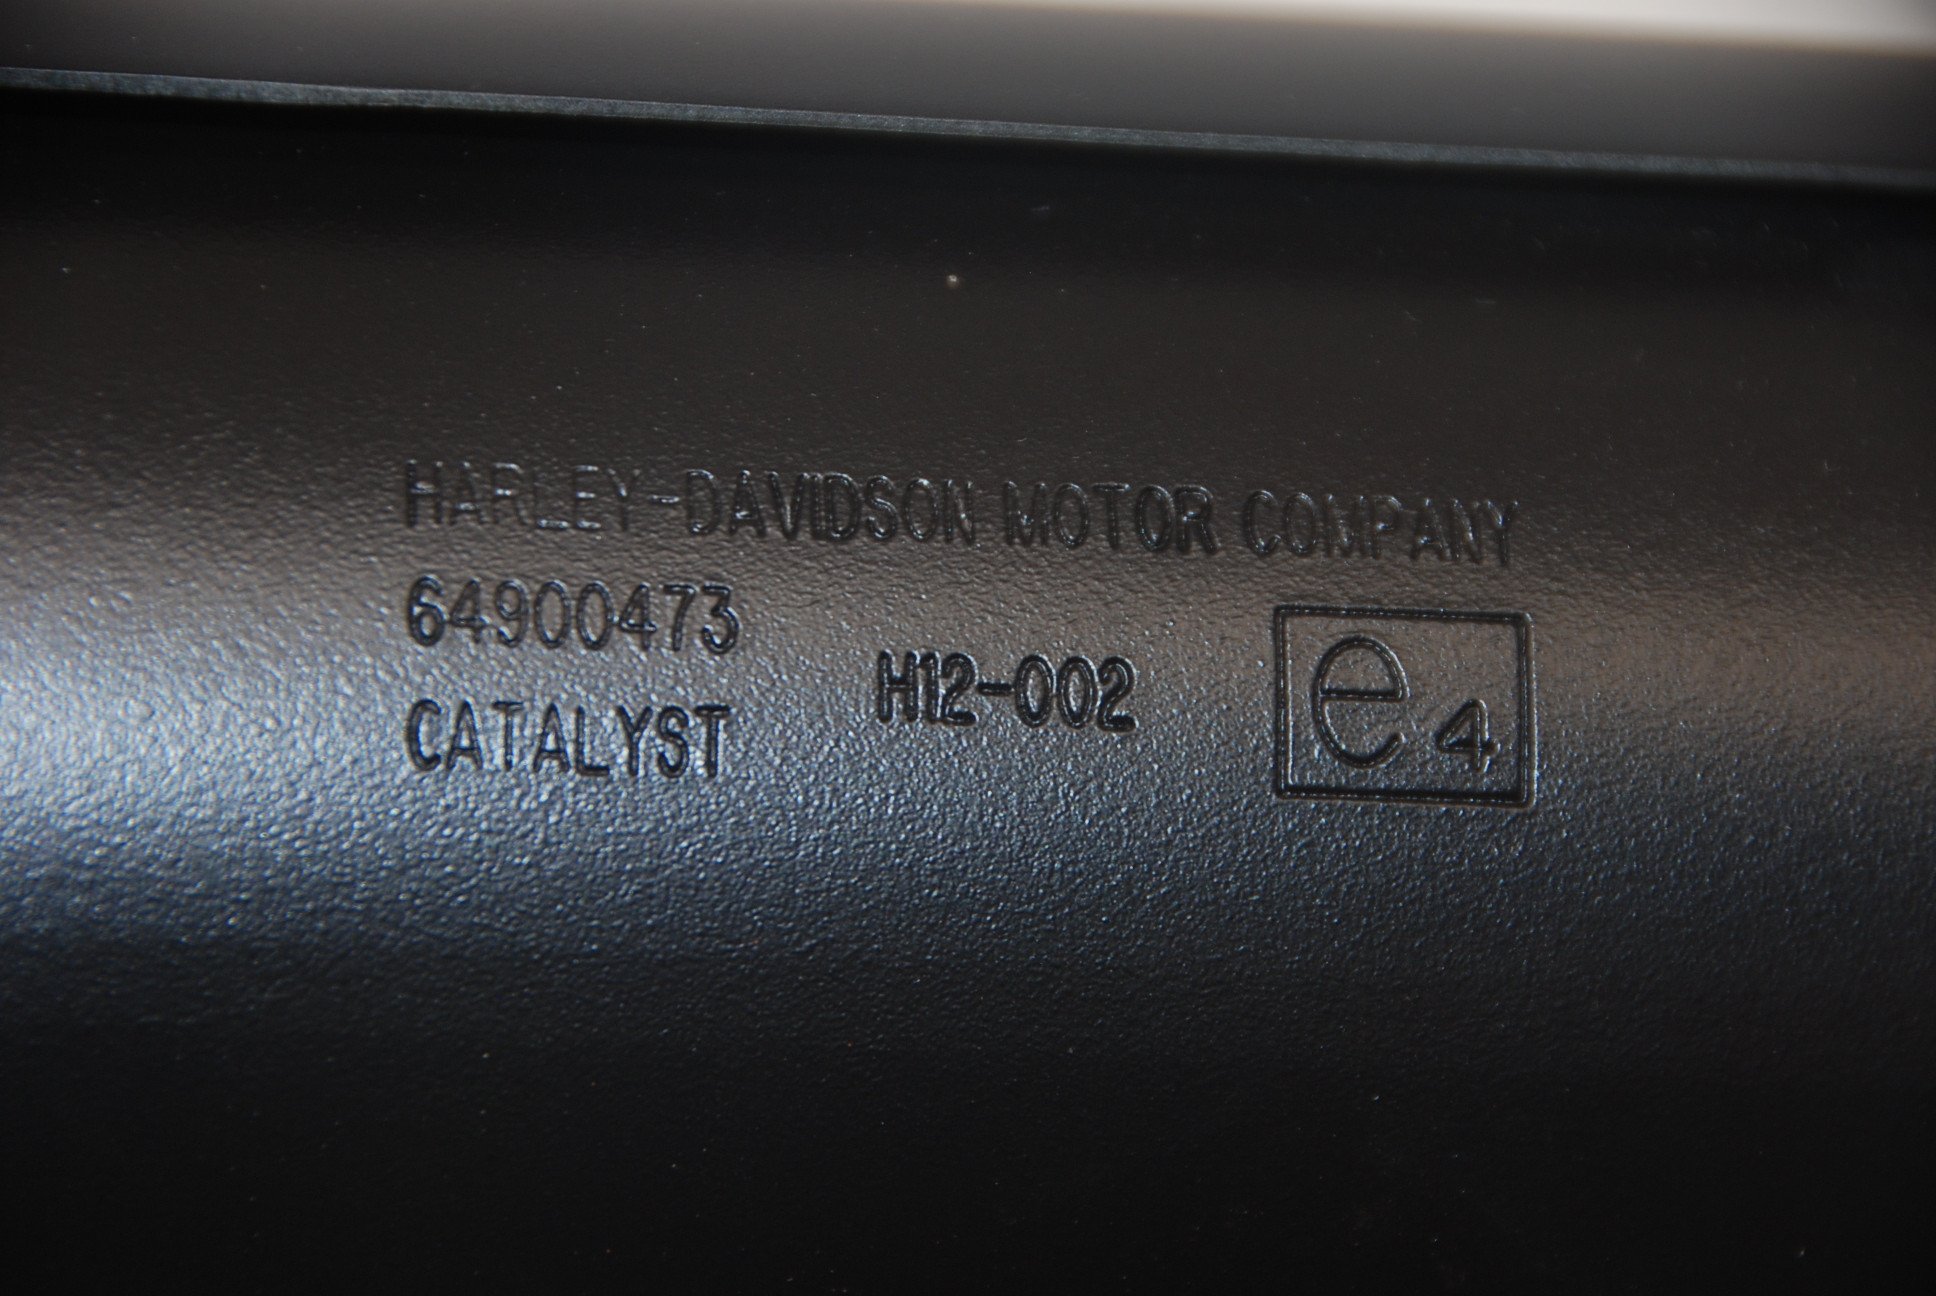 HARLEY-DAVIDSON MOTOR COMPANY
64900473
H12-002
CATALYST
e4